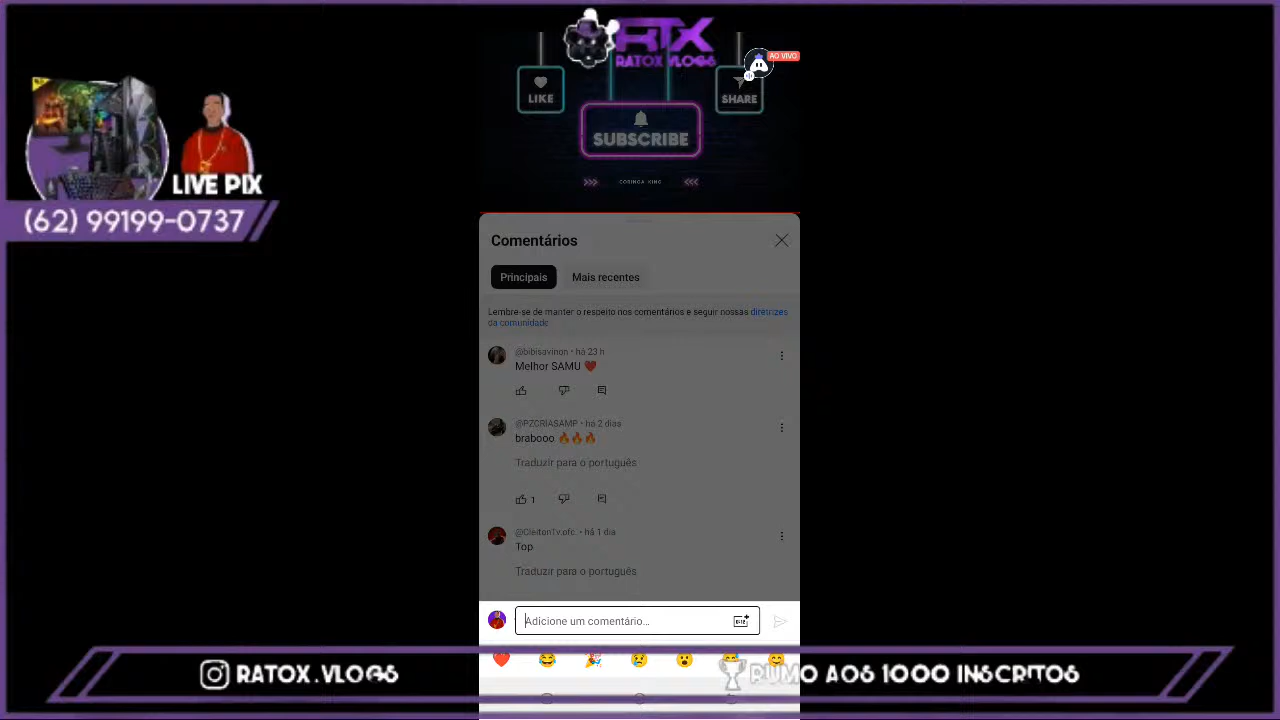 RTX
RATOX VLOGS
AO VIVO
LIKE
SHARE
SUBSCRIBE
CORINGA KING
LIVE PIX
(62) 99199-0737
Comentários
Principais
Mais recentes
Lembre-se de manter o respeito nos comentários e seguir nossas diretrizes
da comunidade
@bibisavinon • há 23 h
Melhor SAMU ❤️
@PZCRIASAMP • há 2 dias
brabooo 🔥🔥🔥
Traduzir para o português
1
@CleitonTv.ofc. • há 1 dia
Top
Traduzir para o português
Adicione um comentário...
RATOX.VLOGS
RUMO AOS 1000 INSCRITOS